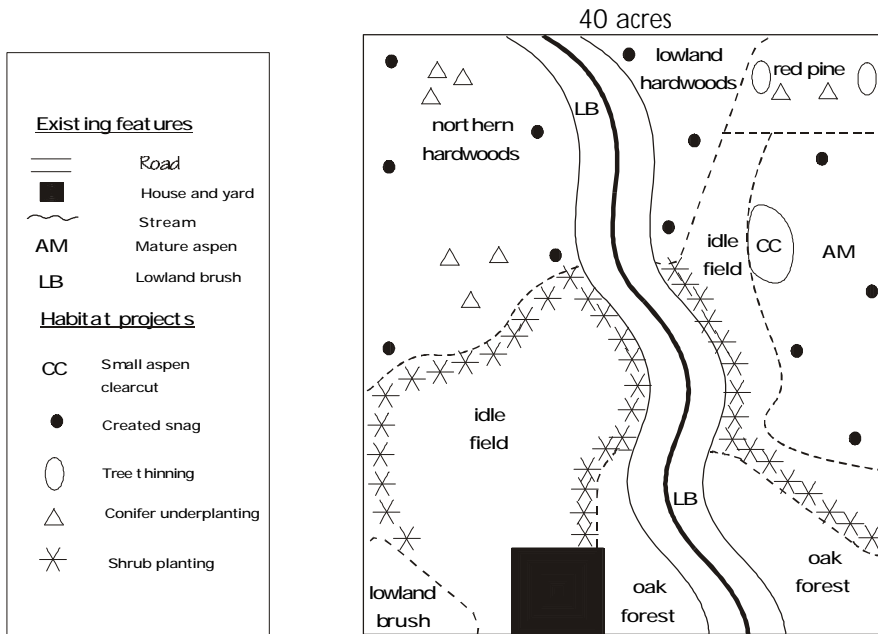 40 acres
Existing features
Road
House and yard
Stream
AM Mature aspen
LB Lowland brush
Habitat projects
CC Small aspen
clearcut
Created snag
Tree thinning
Conifer underplanting
Shrub planting
lowland
hardwoods
red pine
LB
northern
hardwoods
idle
field
CC
AM
idle
field
LB
lowland
brush
oak
forest
oak
forest